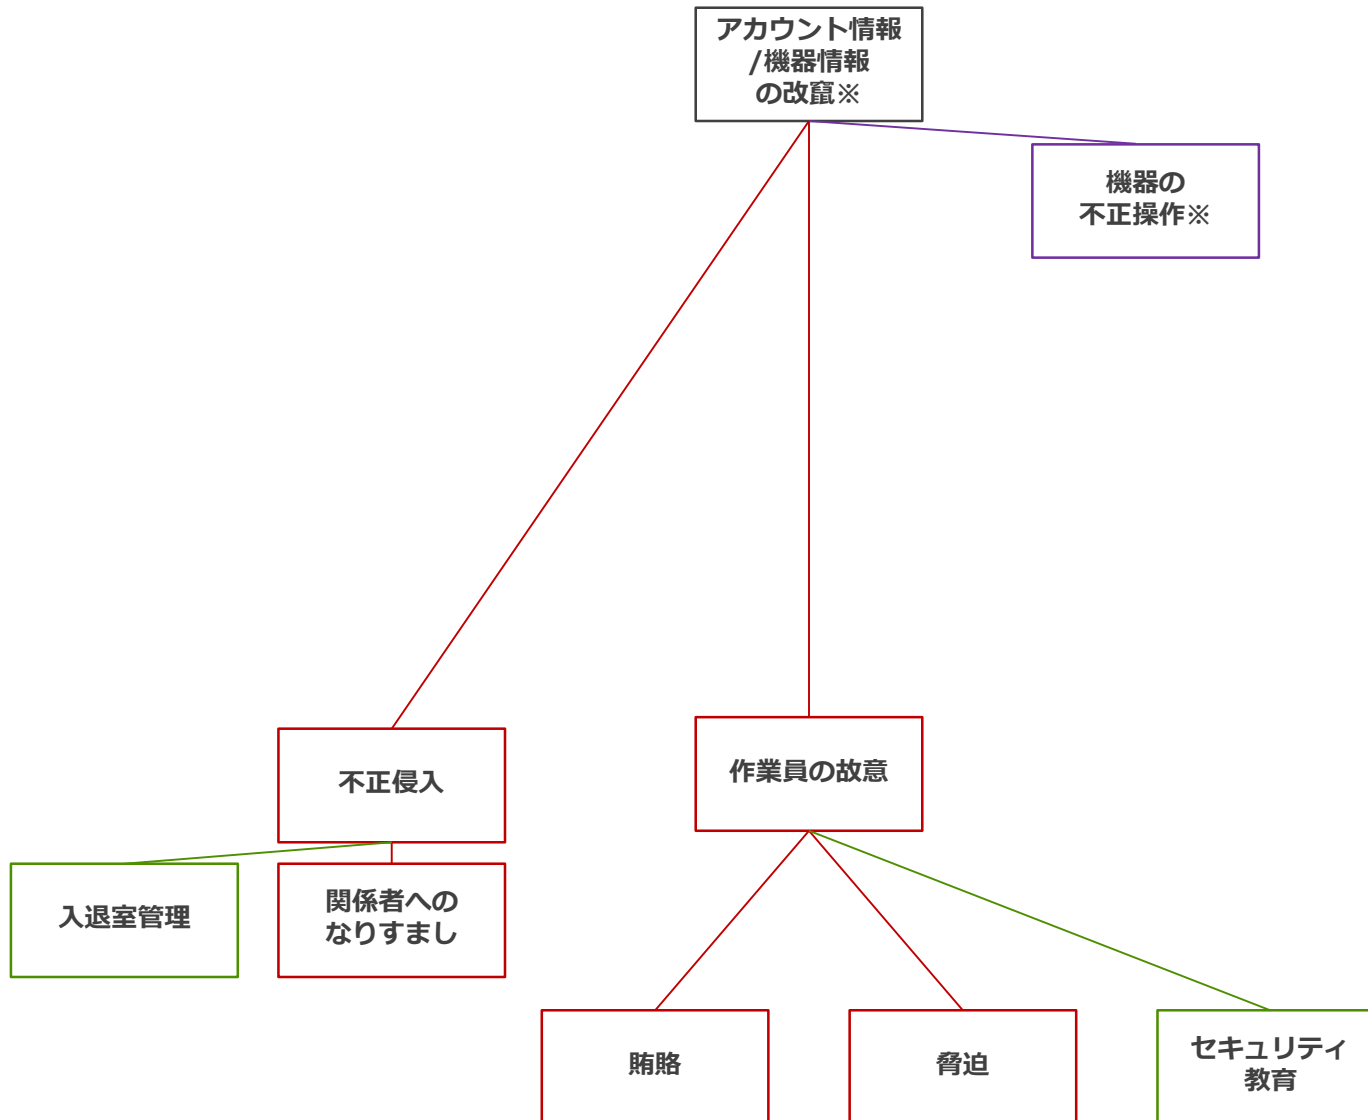 アカウント情報
/機器情報
の改竄※
機器の
不正操作※
不正侵入
作業員の故意
入退室管理
関係者への
なりすまし
賄賂
脅迫
セキュリティ
教育